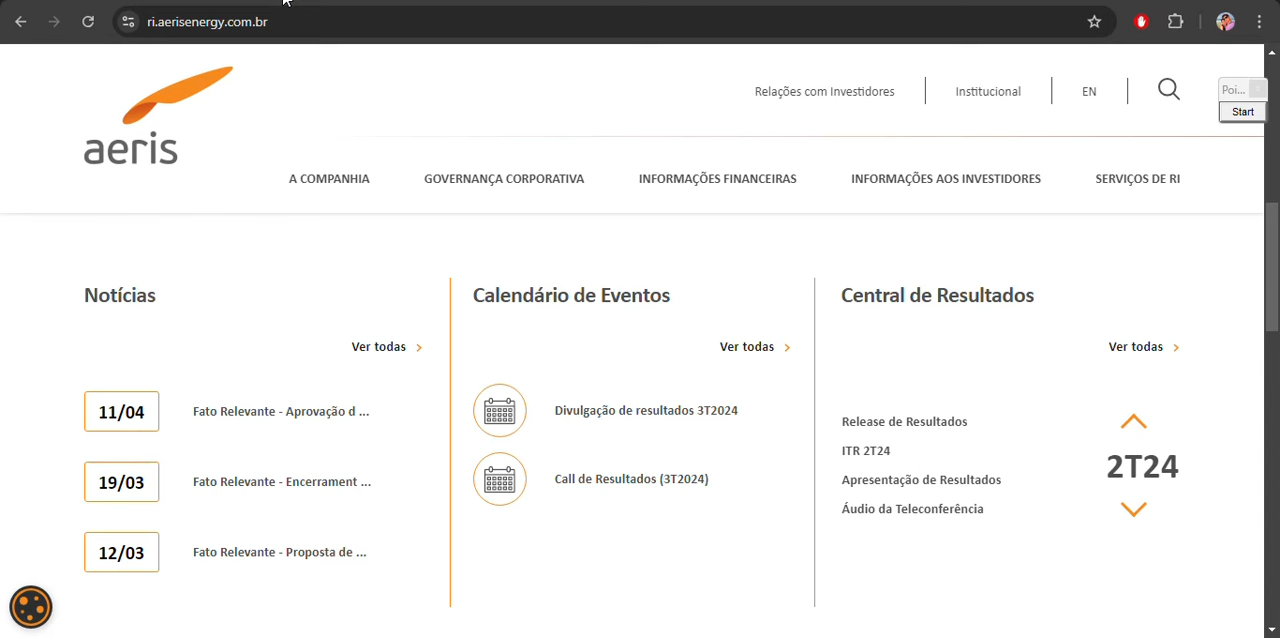 ri.aerisenergy.com.br
aeris
Relações com Investidores
Institucional
EN
Poi...
Start
A COMPANHIA
GOVERNANÇA CORPORATIVA
INFORMAÇÕES FINANCEIRAS
INFORMAÇÕES AOS INVESTIDORES
SERVIÇOS DE RI
Notícias
Ver todas
11/04
Fato Relevante - Aprovação d ...
19/03
Fato Relevante - Encerrament ...
12/03
Fato Relevante - Proposta de ...
Calendário de Eventos
Ver todas
Divulgação de resultados 3T2024
Call de Resultados (3T2024)
Central de Resultados
Ver todas
Release de Resultados
ITR 2T24
Apresentação de Resultados
Áudio da Teleconferência
2T24